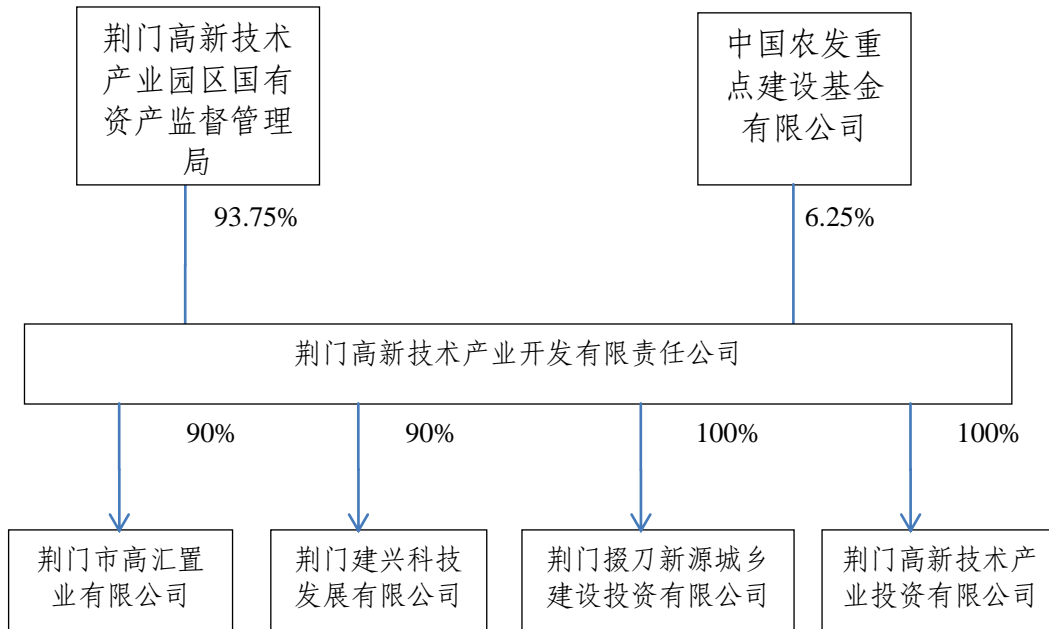 荆门高新技术
产业园区国有
资产监督管理
局
中国农发重
点建设基金
有限公司
93.75%
6.25%
荆门高新技术产业开发有限责任公司
90%
90%
100%
100%
荆门市高汇置
业有限公司
荆门建兴科技
发展有限公司
荆门掇刀新源城乡
建设投资有限公司
荆门高新技术产
业投资有限公司